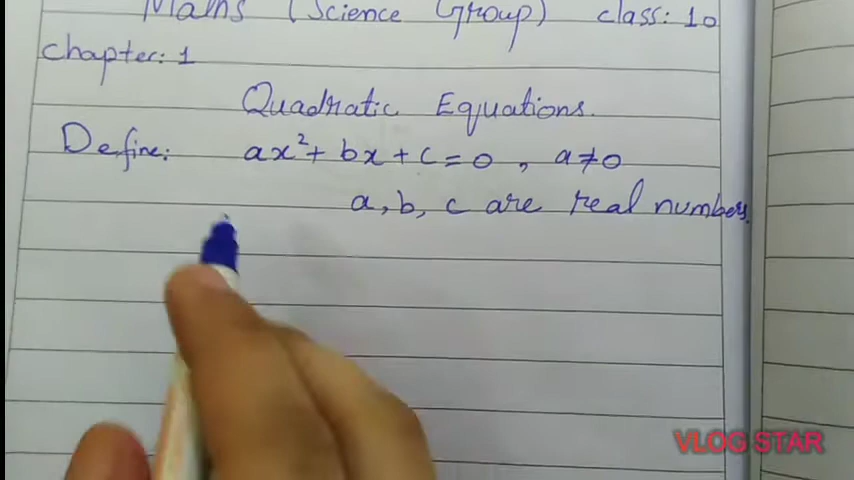 Maths (Science Group) class: 10
chapter: 1
Quadratic Equations.
Define: ax²+ bx + c = 0 , a ≠ 0
a, b, c are real numbers.
VLOG STAR